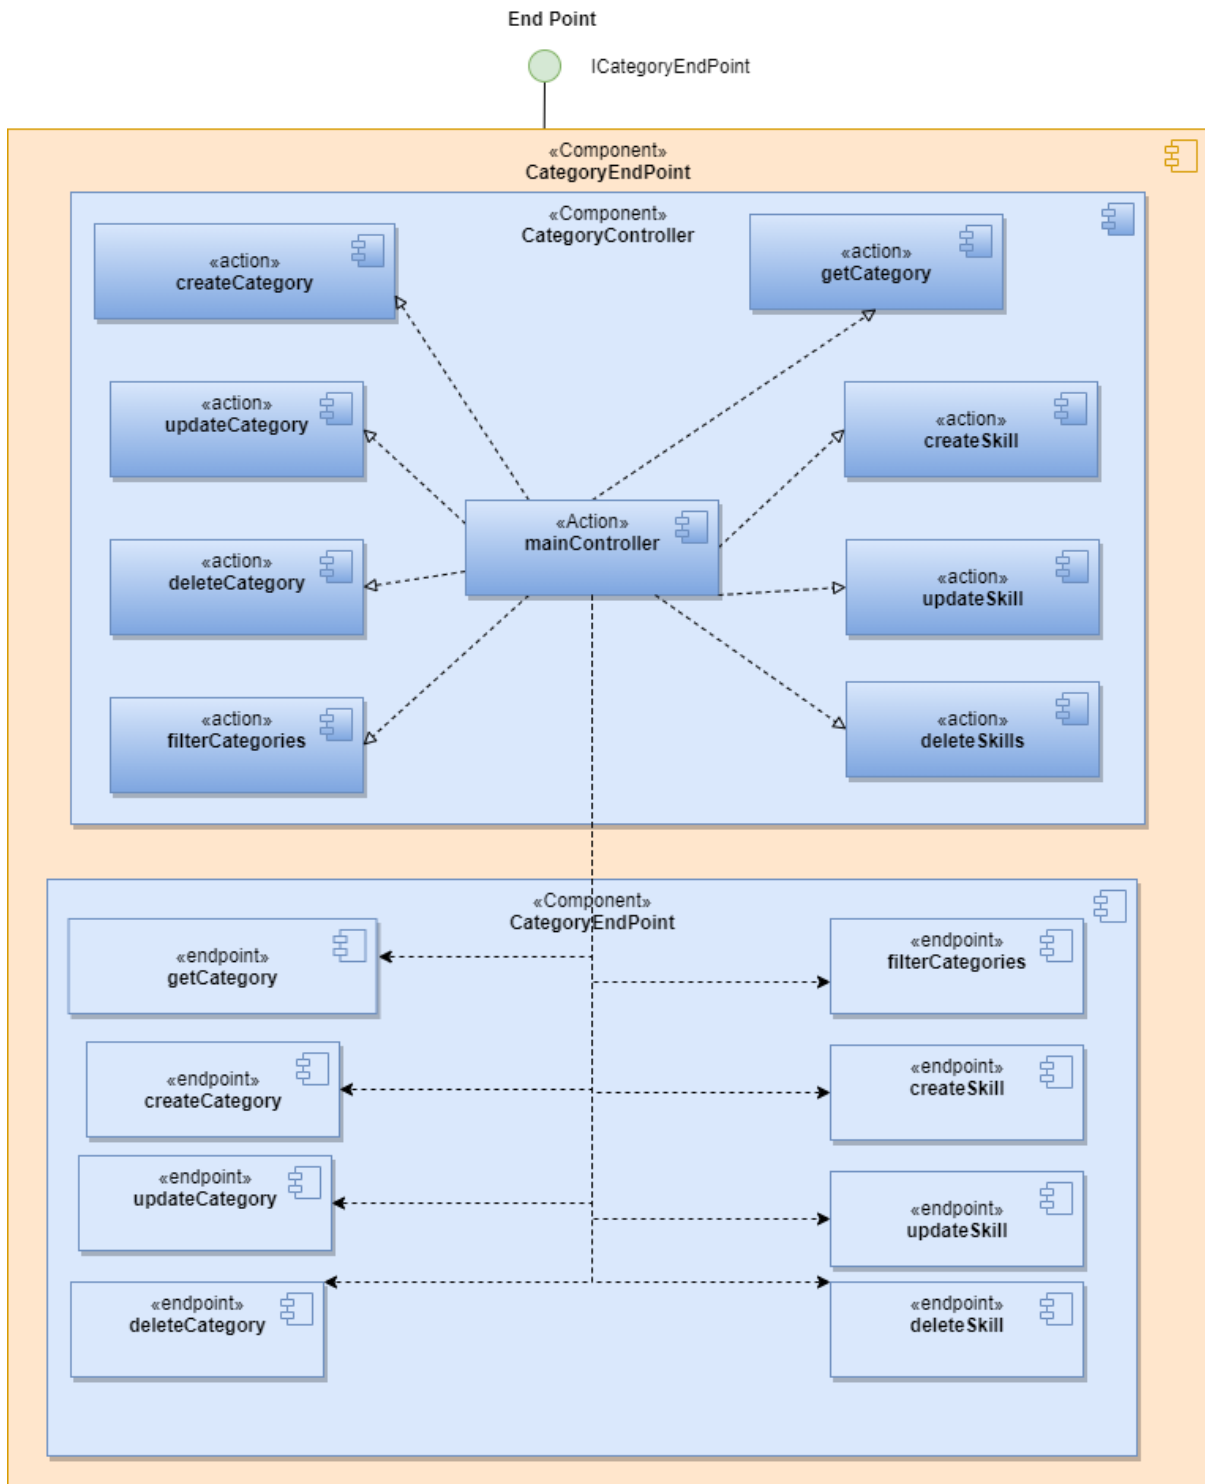 End Point
ICategoryEndPoint
«Component»
CategoryEndPoint
«Component»
CategoryController
«action»
createCategory
«action»
getCategory
«action»
updateCategory
«action»
createSkill
«Action»
mainController
«action»
deleteCategory
«action»
updateSkill
«action»
filterCategories
«action»
deleteSkills
«Component»
CategoryEndPoint
«endpoint»
getCategory
«endpoint»
filterCategories
«endpoint»
createCategory
«endpoint»
createSkill
«endpoint»
updateCategory
«endpoint»
updateSkill
«endpoint»
deleteCategory
«endpoint»
deleteSkill